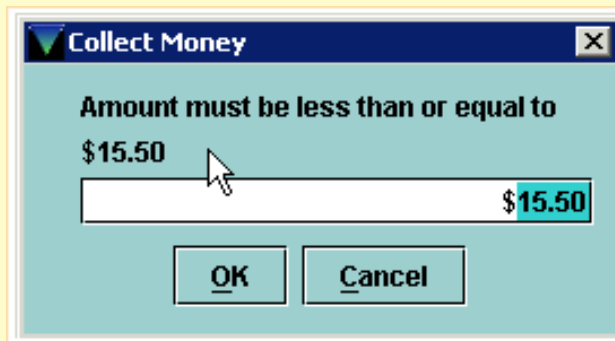 Collect Money
Amount must be less than or equal to
$15.50
$15.50
OK Cancel